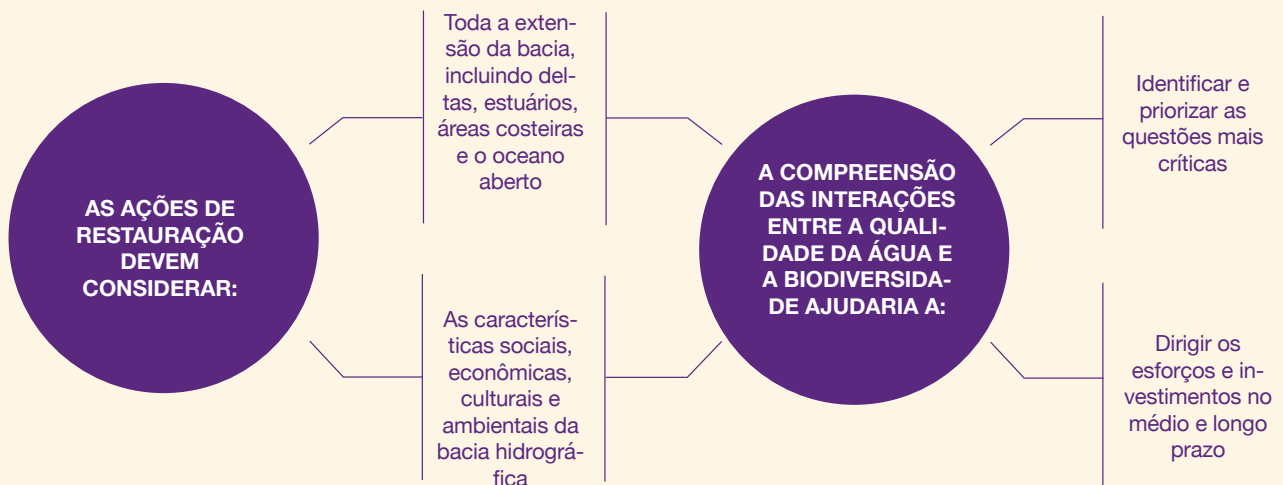 AS AÇÕES DE
RESTAURAÇÃO
DEVEM
CONSIDERAR:
Toda a exten-
são da bacia,
incluindo del-
tas, estuários,
áreas costeiras
e o oceano
aberto
As caracterís-
ticas sociais,
econômicas,
culturais e
ambientais da
bacia hidrográ-
fica
A COMPREENSÃO
DAS INTERAÇÕES
ENTRE A QUALI-
DADE DA ÁGUA E
A BIODIVERSIDA-
DE AJUDARIA A:
Identificar e
priorizar as
questões mais
críticas
Dirigir os
esforços e in-
vestimentos no
médio e longo
prazo